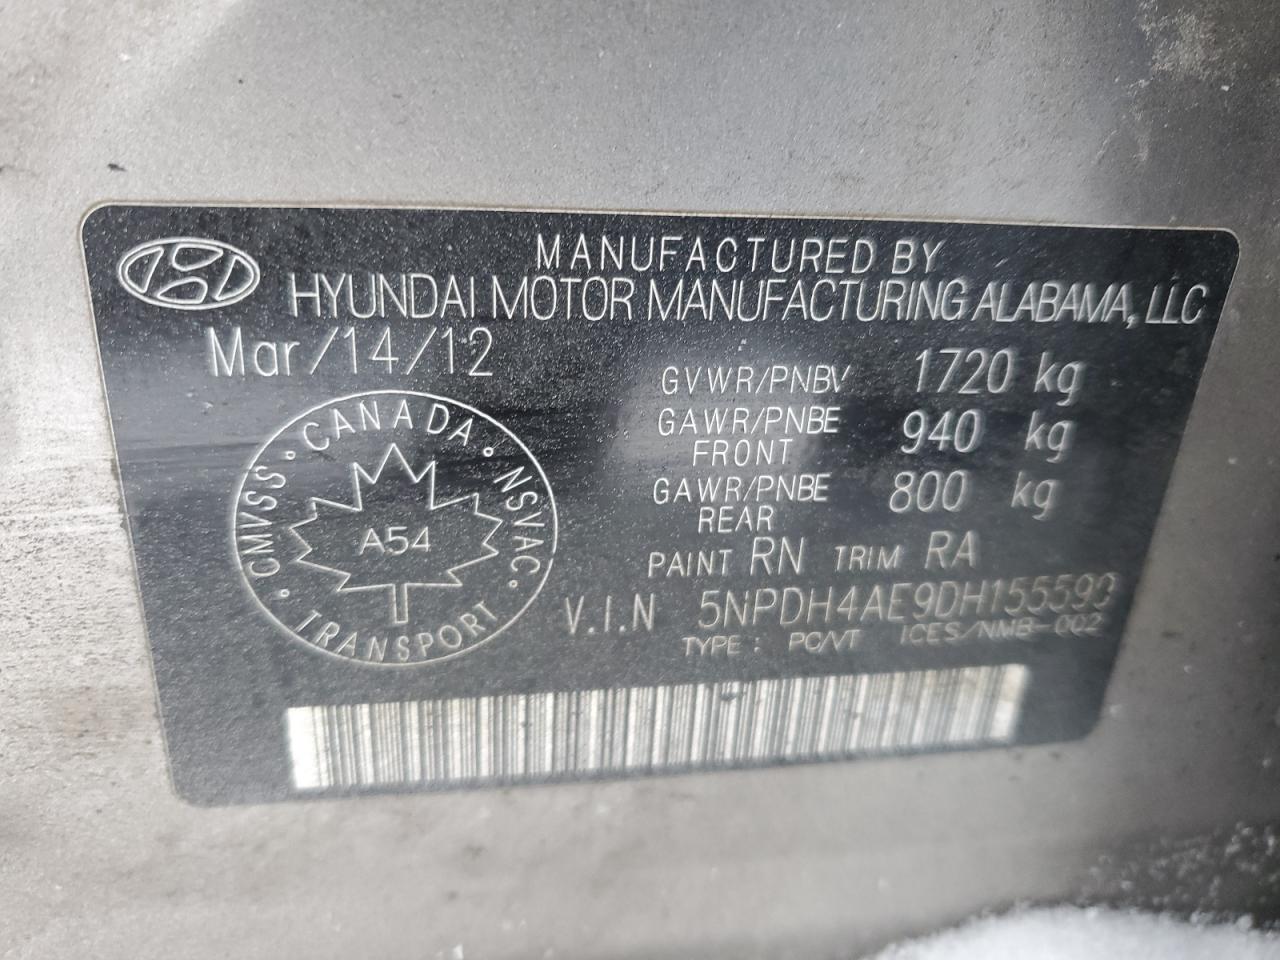 MANUFACTURED BY
HYUNDAI MOTOR MANUFACTURING ALABAMA, LLC
Mar/14/12
GVWR/PNBV 1720 kg
GAWR/PNBE FRONT 940 kg
GAWR/PNBE REAR 800 kg
PAINT RN TRIM RA
V.I.N 5NPDH4AE9DH155590
TYPE: PC/VT ICES/NMB-002
CANADA · NSVAC · TRANSPORT · CMVSS ·
A54